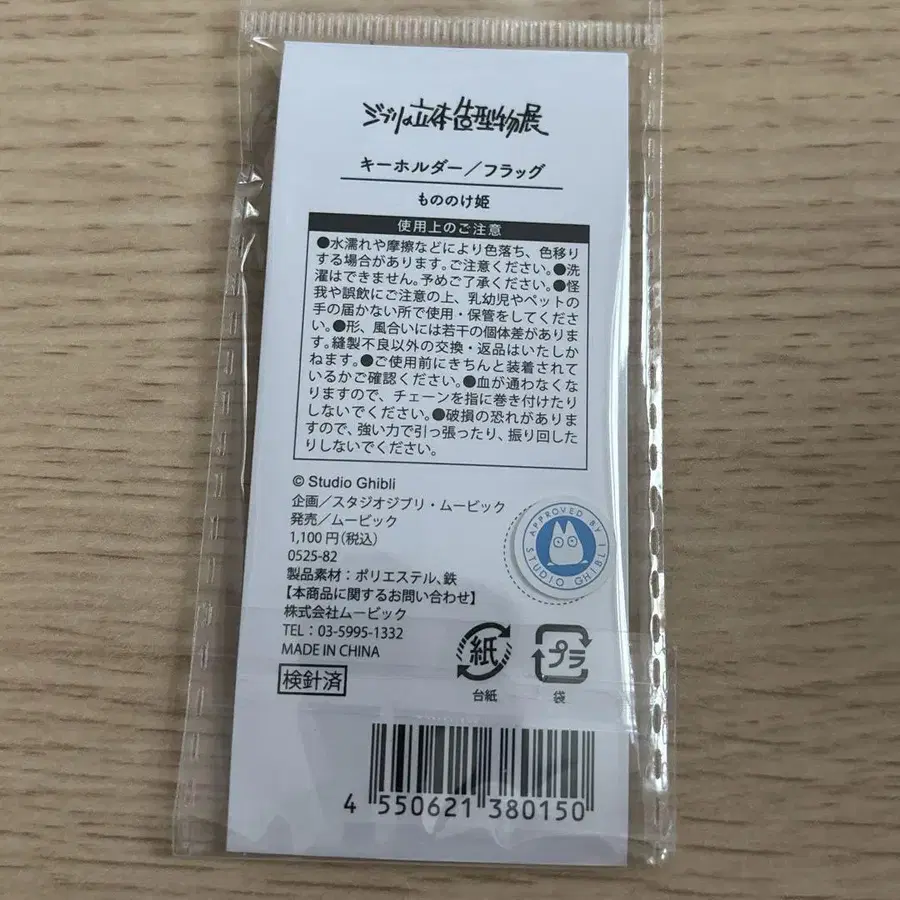 ジブリの立体造型物展
キーホルダー／フラッグ
もののけ姫
使用上のご注意
●水濡れや摩擦などにより色落ち、色移り
する場合があります。ご注意ください。●洗
濯はできません。予めご了承ください。●怪
我や誤飲にご注意の上、乳幼児やペットの
手の届かない所で使用・保管をしてくださ
い。●形、風合いには若干の個体差がありま
す。縫製不良以外の交換・返品はいたしか
ねます。●ご使用前にきちんと装着されて
いるかご確認ください。●血が通わなくな
りますので、チェーンを指に巻き付けたり
しないでください。●破損の恐れがありま
すので、強い力で引っ張ったり、振り回した
りしないでください。
© Studio Ghibli
企画／スタジオジブリ・ムービック
発売／ムービック
1,100円（税込）
0525-82
製品素材：ポリエステル、鉄
【本商品に関するお問い合わせ】
株式会社ムービック
TEL：03-5995-1332
MADE IN CHINA
検針済
APPROVED BY
STUDIO GHIBLI
紙
台紙
プラ
袋
4 550621 380150